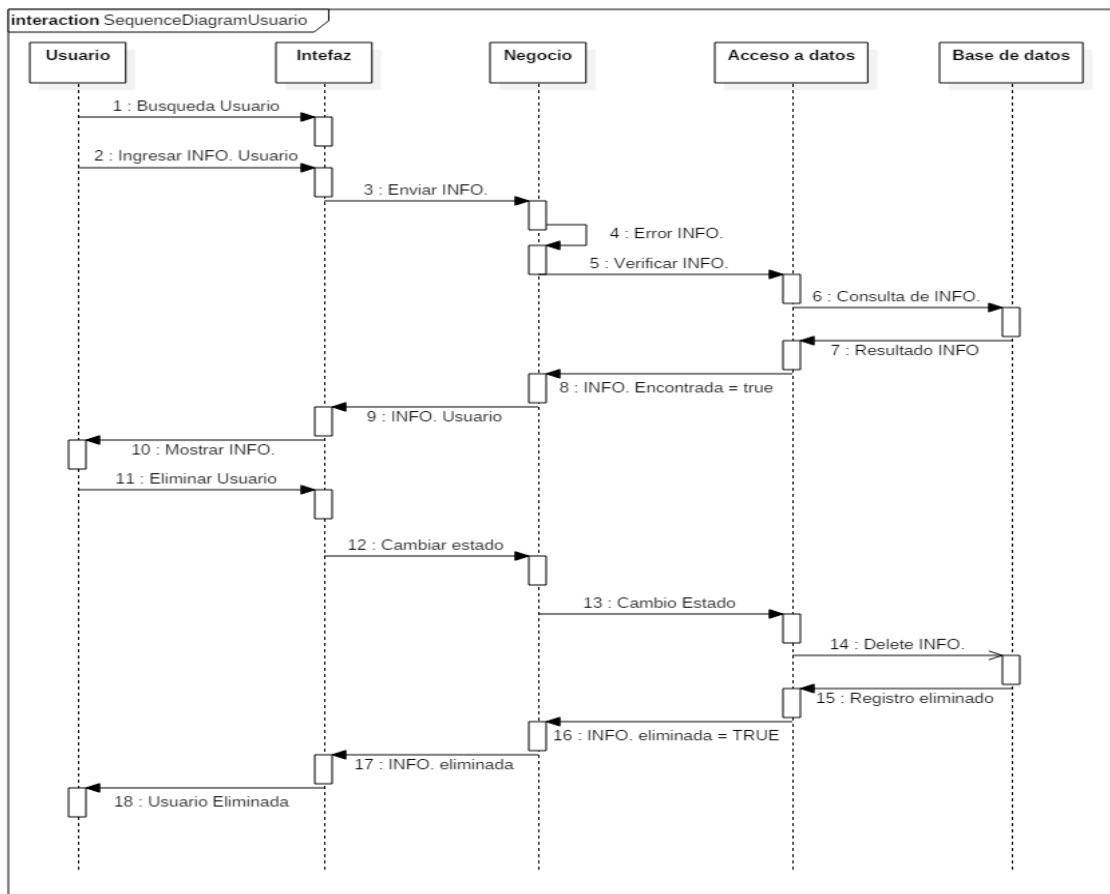 interaction SequenceDiagramUsuario
Usuario
Intefaz
Negocio
Acceso a datos
Base de datos
1 : Busqueda Usuario
2 : Ingresar INFO. Usuario
3 : Enviar INFO.
4 : Error INFO.
5 : Verificar INFO.
6 : Consulta de INFO.
7 : Resultado INFO
8 : INFO. Encontrada = true
9 : INFO. Usuario
10 : Mostrar INFO.
11 : Eliminar Usuario
12 : Cambiar estado
13 : Cambio Estado
14 : Delete INFO.
15 : Registro eliminado
16 : INFO. eliminada = TRUE
17 : INFO. eliminada
18 : Usuario Eliminada